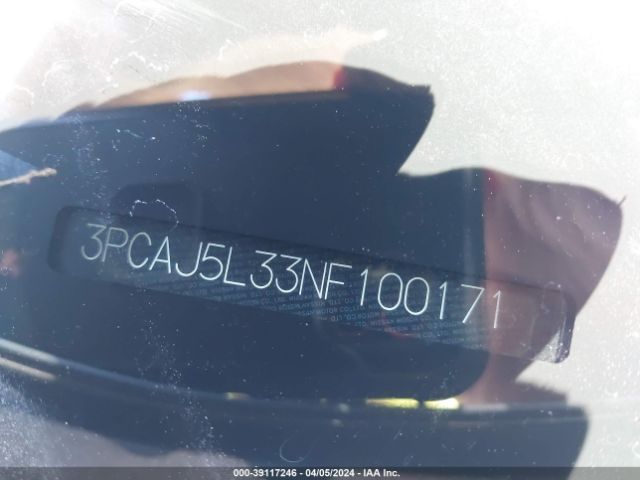 3PCAJ5L33NF100171
000-39117246 - 04/05/2024 - IAA Inc.